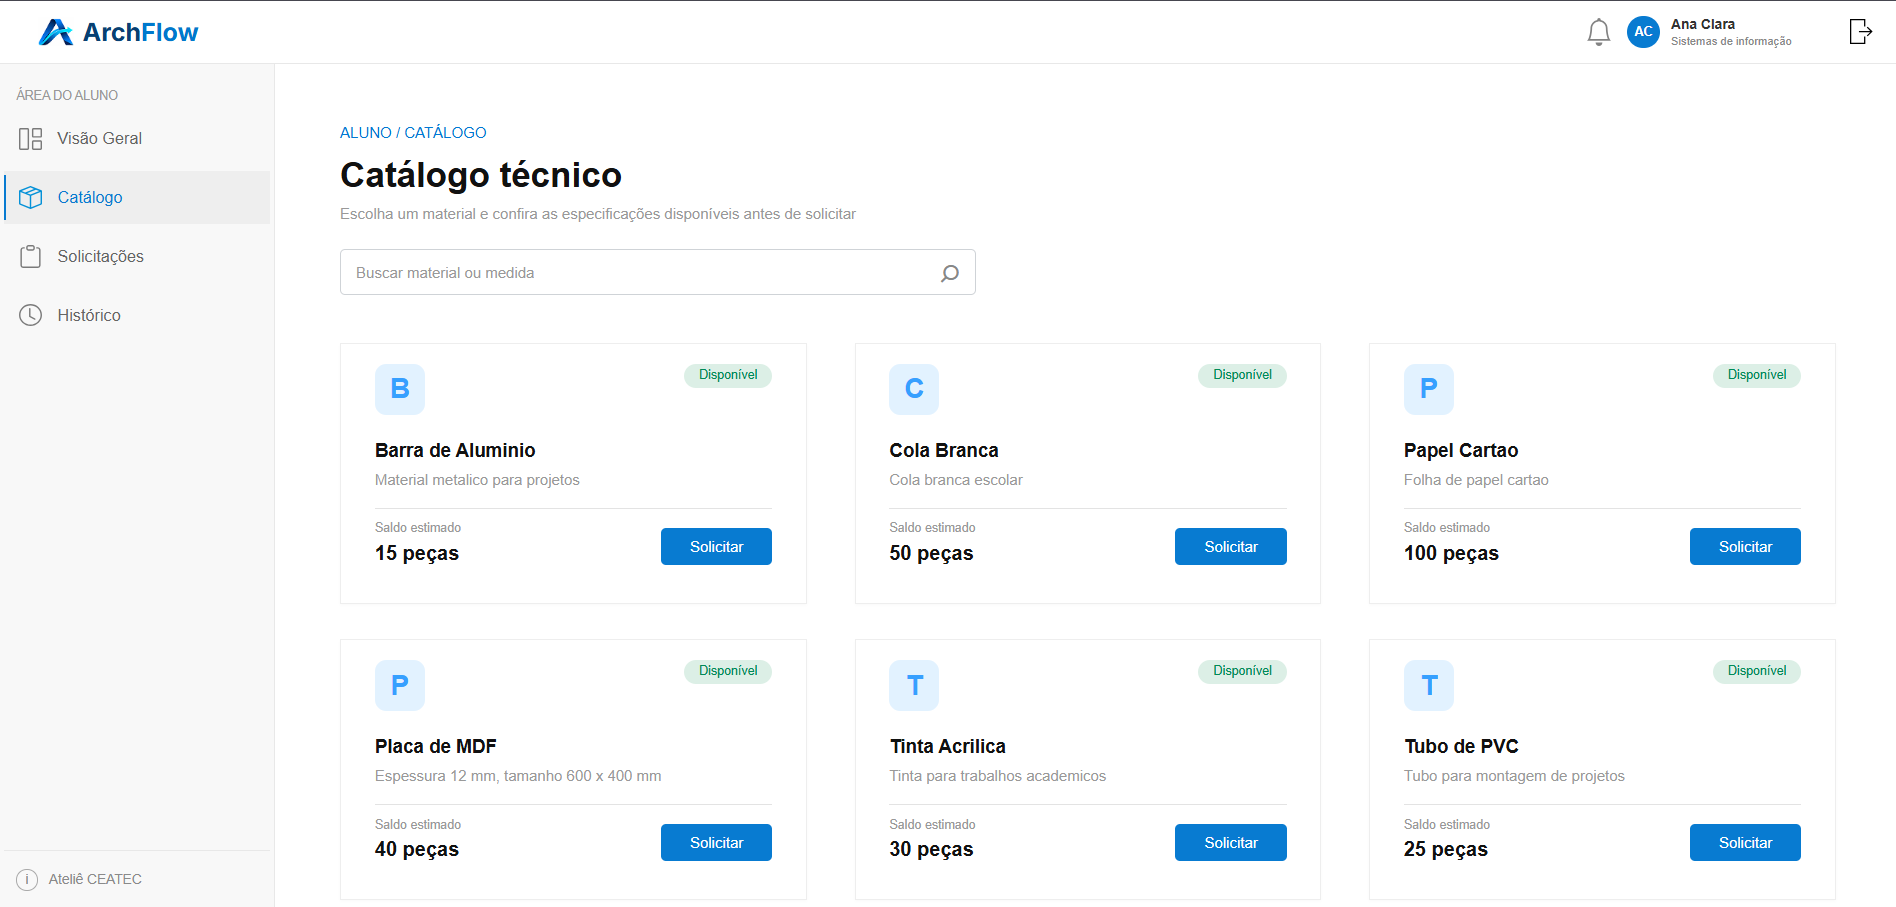 ArchFlow
AC
Ana Clara
Sistemas de informação
ÁREA DO ALUNO
Visão Geral
Catálogo
Solicitações
Histórico
i Ateliê CEATEC
ALUNO / CATÁLOGO
Catálogo técnico
Escolha um material e confira as especificações disponíveis antes de solicitar
Buscar material ou medida
B
Disponível
Barra de Aluminio
Material metalico para projetos
Saldo estimado
15 peças
Solicitar
C
Disponível
Cola Branca
Cola branca escolar
Saldo estimado
50 peças
Solicitar
P
Disponível
Papel Cartao
Folha de papel cartao
Saldo estimado
100 peças
Solicitar
P
Disponível
Placa de MDF
Espessura 12 mm, tamanho 600 x 400 mm
Saldo estimado
40 peças
Solicitar
T
Disponível
Tinta Acrilica
Tinta para trabalhos academicos
Saldo estimado
30 peças
Solicitar
T
Disponível
Tubo de PVC
Tubo para montagem de projetos
Saldo estimado
25 peças
Solicitar